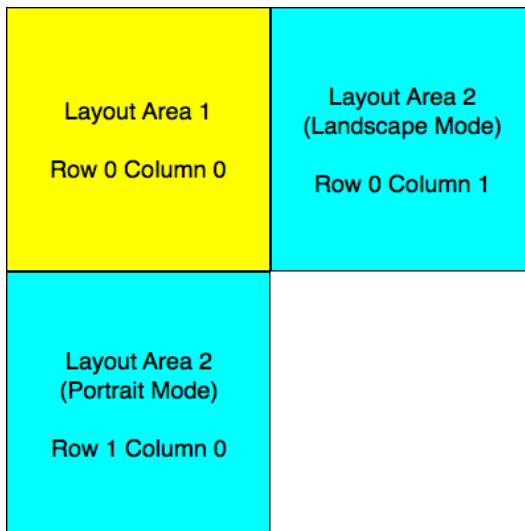 Layout Area 1
Row 0 Column 0
Layout Area 2
(Landscape Mode)
Row 0 Column 1
Layout Area 2
(Portrait Mode)
Row 1 Column 0